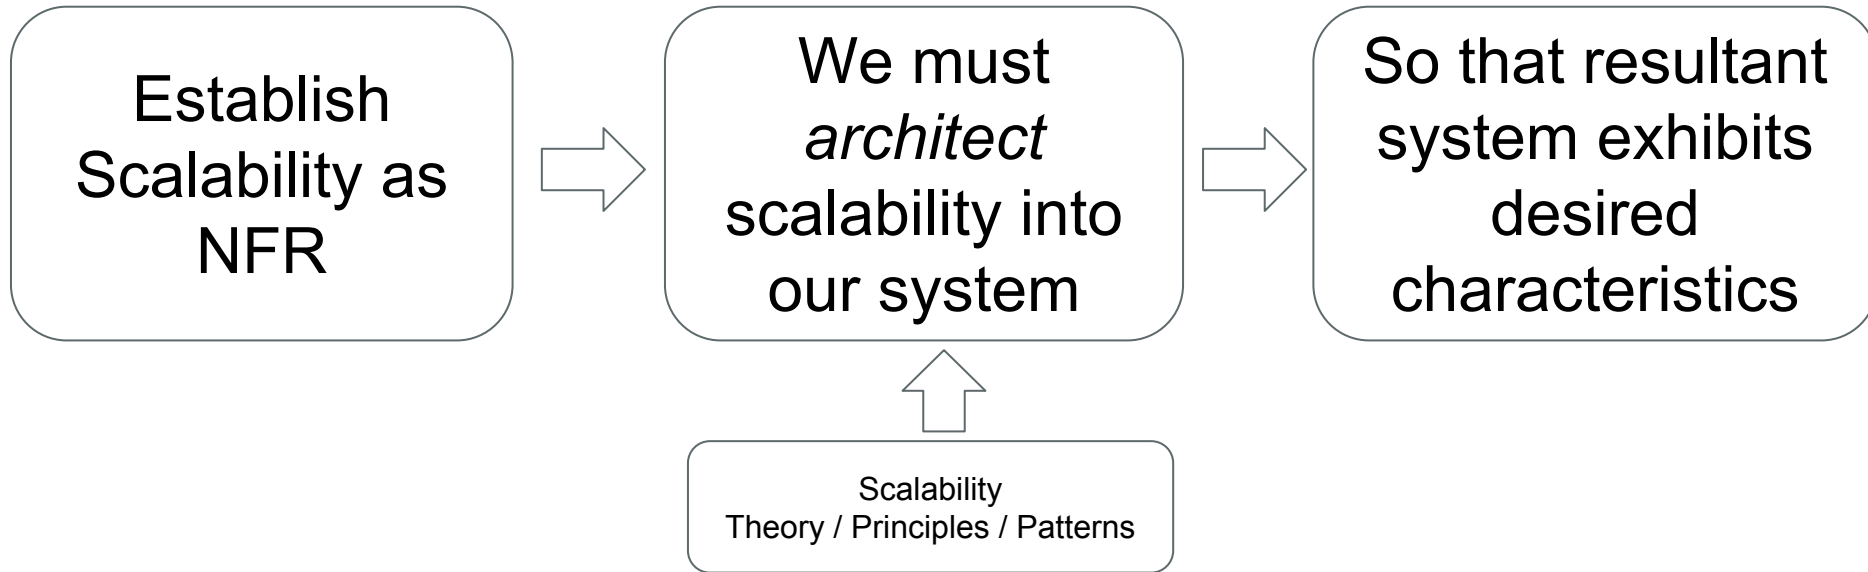 Establish
Scalability as
NFR
We must
architect
scalability into
our system
So that resultant
system exhibits
desired
characteristics
Scalability
Theory / Principles / Patterns